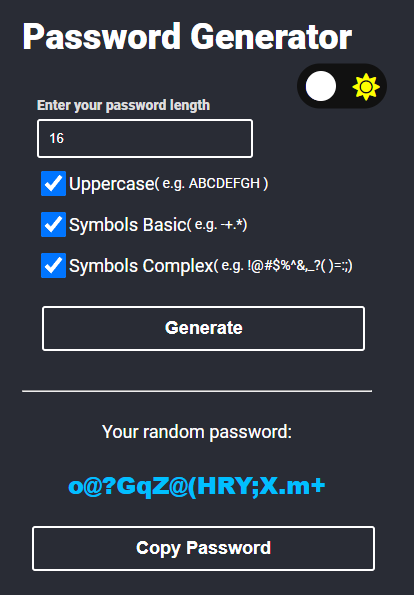 Password Generator
Enter your password length
16
Uppercase( e.g. ABCDEFGH )
Symbols Basic( e.g. -+.*)
Symbols Complex( e.g. !@#$%^&,_?( )=:;)
Generate
Your random password:
o@?GqZ@(HRY;X.m+
Copy Password